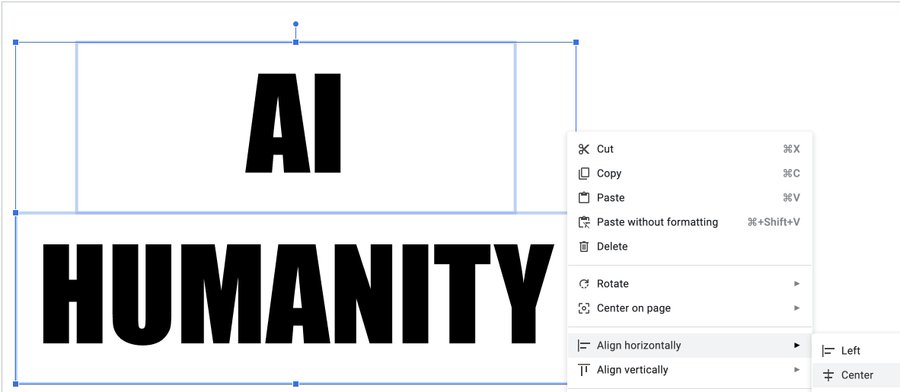 AI
HUMANITY
Cut ⌘X
Copy ⌘C
Paste ⌘V
Paste without formatting ⌘+Shift+V
Delete
Rotate
Center on page
Align horizontally
Left
Align vertically
Center